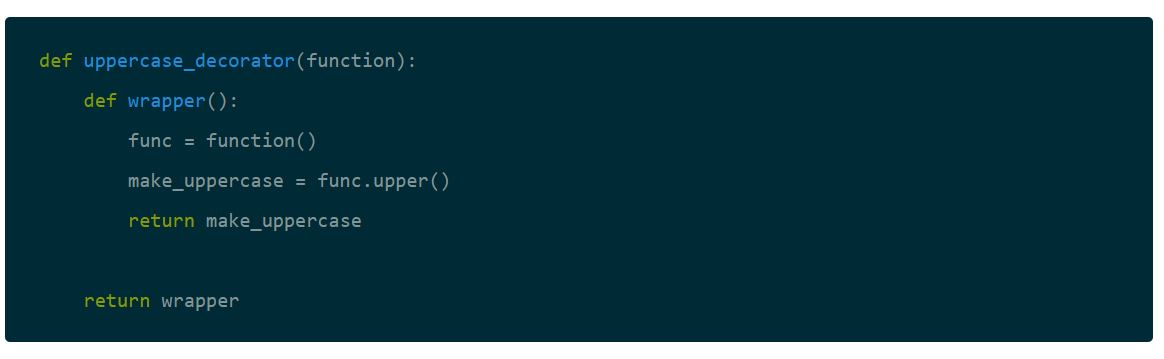 def uppercase_decorator(function):
    def wrapper():
        func = function()
        make_uppercase = func.upper()
        return make_uppercase

    return wrapper